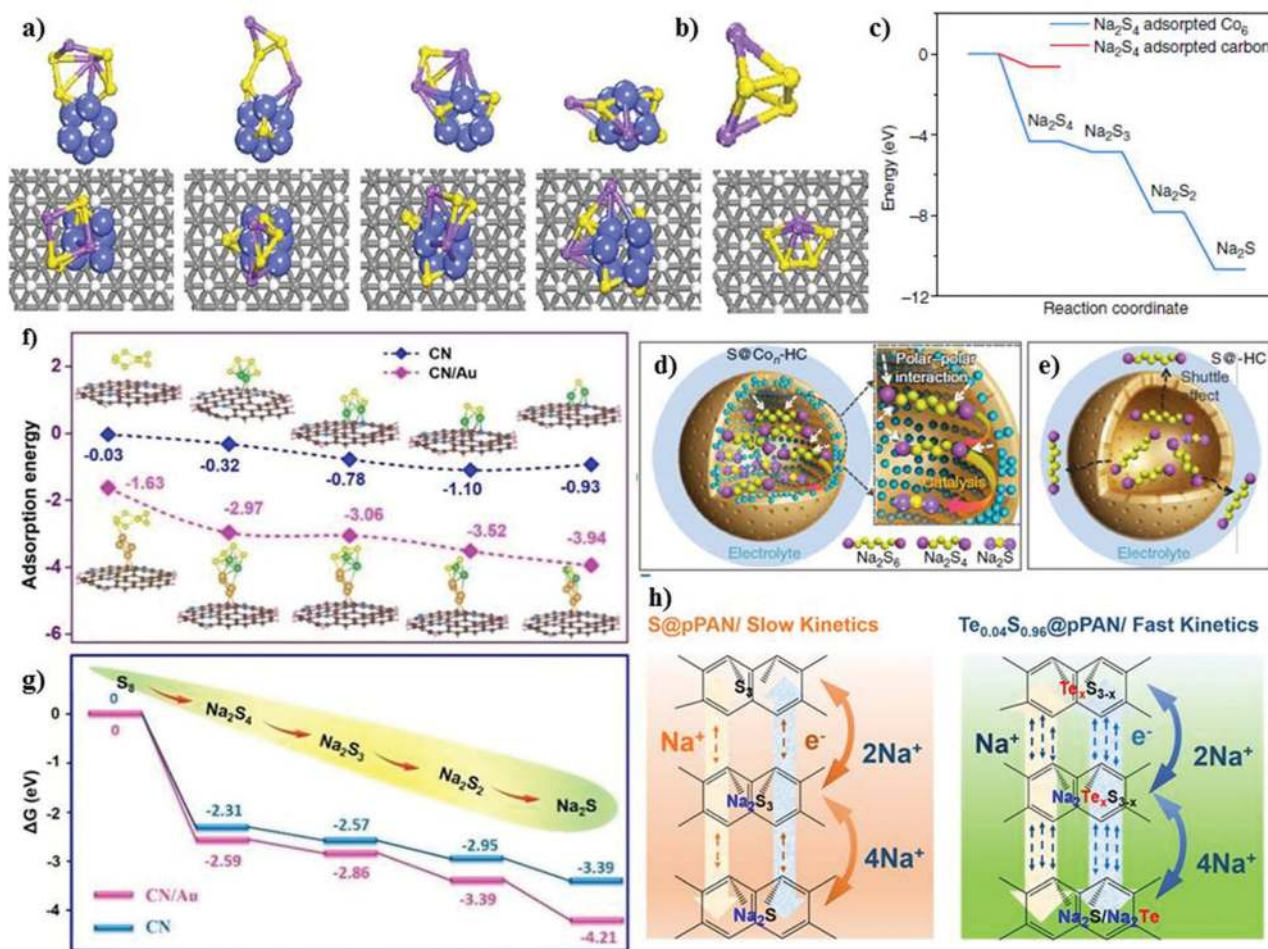 a)
b)
c)
Na₂S₄ adsorpted Co₆
Na₂S₄ adsorpted carbon
0
−4
−8
−12
Energy (eV)
Na₂S₄
Na₂S₃
Na₂S₂
Na₂S
Reaction coordinate
f)
2
0
-2
-4
-6
Adsorption energy
CN
CN/Au
-0.03
-0.32
-0.78
-1.10
-0.93
-1.63
-2.97
-3.06
-3.52
-3.94
d)
S@Coₙ-HC
Polar–polar
interaction
Catalysis
Electrolyte
Na₂S₆
Na₂S₄
Na₂S
e)
S@-HC
Shuttle
effect
Electrolyte
g)
0
-1
-2
-3
-4
ΔG (eV)
S₈
0
0
Na₂S₄
Na₂S₃
Na₂S₂
Na₂S
-2.31
-2.57
-2.95
-3.39
-2.59
-2.86
-3.39
-4.21
CN/Au
CN
h)
S@pPAN/ Slow Kinetics
S₃
Na⁺
e⁻
2Na⁺
Na₂S₃
4Na⁺
Na₂S
Te₀.₀₄S₀.₉₆@pPAN/ Fast Kinetics
TeₓS₃₋ₓ
Na⁺
e⁻
2Na⁺
Na₂TeₓS₃₋ₓ
4Na⁺
Na₂S/Na₂Te